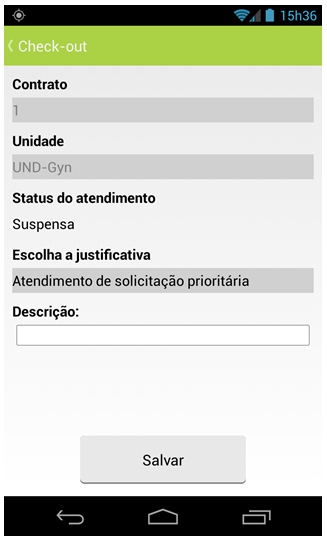 15h36
Check-out
Contrato
1
Unidade
UND-Gyn
Status do atendimento
Suspensa
Escolha a justificativa
Atendimento de solicitação prioritária
Descrição:
Salvar